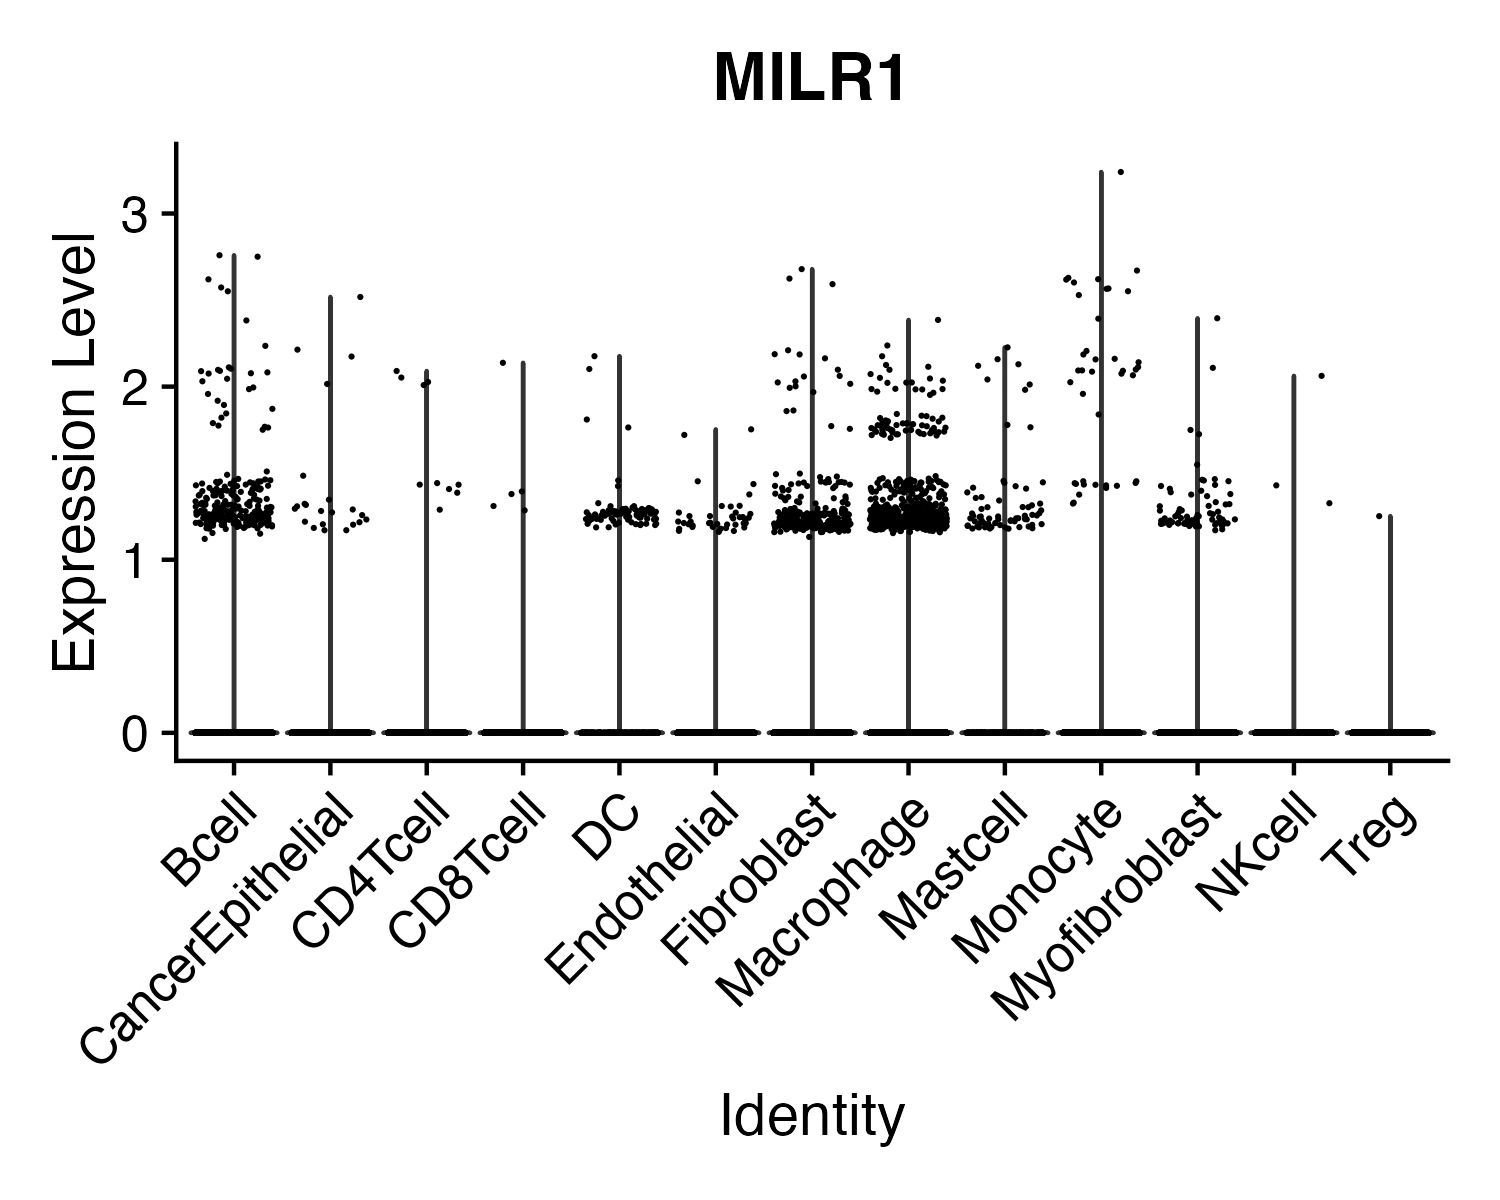 MILR1
Expression Level
3
2
1
0
Bcell
CancerEpithelial
CD4Tcell
CD8Tcell
DC
Endothelial
Fibroblast
Macrophage
Mastcell
Monocyte
Myofibroblast
NKcell
Treg
Identity